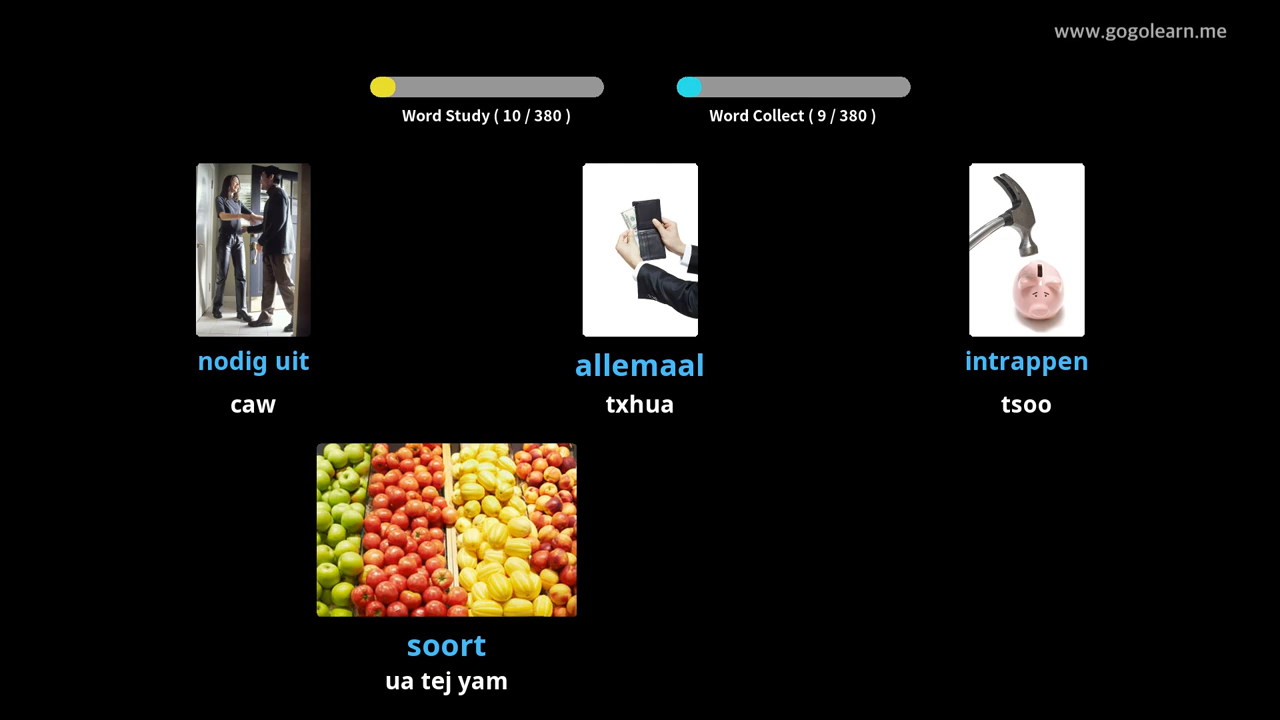 www.gogolearn.me
Word Study ( 10 / 380 )
Word Collect ( 9 / 380 )
nodig uit
allemaal
intrappen
caw
txhua
tsoo
soort
ua tej yam